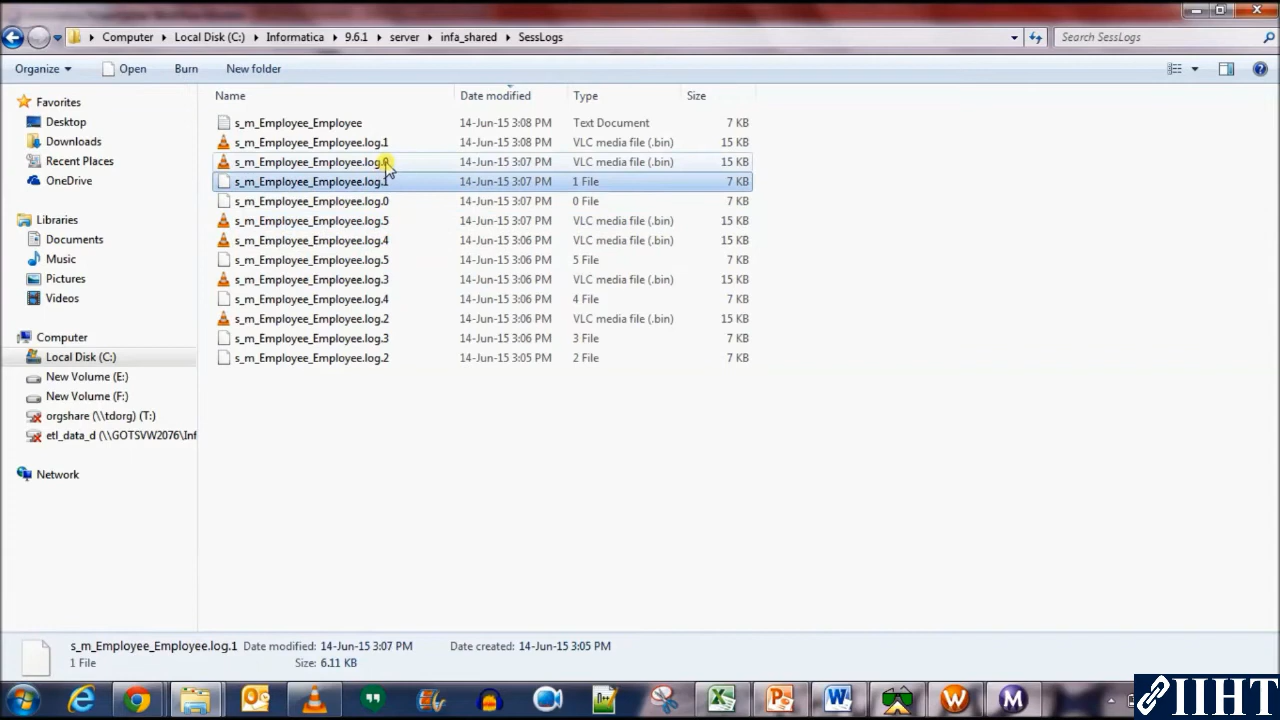 Computer Local Disk (C:) Informatica 9.6.1 server infa_shared SessLogs Search SessLogs
Organize Open Burn New folder
Name Date modified Type Size
Favorites
Desktop
Downloads
Recent Places
OneDrive
Libraries
Documents
Music
Pictures
Videos
Computer
Local Disk (C:)
New Volume (E:)
New Volume (F:)
orgshare (\\tdorg) (T:)
etl_data_d (\\GOTSVW2076\Inf
Network
s_m_Employee_Employee 14-Jun-15 3:08 PM Text Document 7 KB
s_m_Employee_Employee.log.1 14-Jun-15 3:08 PM VLC media file (.bin) 15 KB
s_m_Employee_Employee.log.0 14-Jun-15 3:07 PM VLC media file (.bin) 15 KB
s_m_Employee_Employee.log.1 14-Jun-15 3:07 PM 1 File 7 KB
s_m_Employee_Employee.log.0 14-Jun-15 3:07 PM 0 File 7 KB
s_m_Employee_Employee.log.5 14-Jun-15 3:07 PM VLC media file (.bin) 15 KB
s_m_Employee_Employee.log.4 14-Jun-15 3:06 PM VLC media file (.bin) 15 KB
s_m_Employee_Employee.log.5 14-Jun-15 3:06 PM 5 File 7 KB
s_m_Employee_Employee.log.3 14-Jun-15 3:06 PM VLC media file (.bin) 15 KB
s_m_Employee_Employee.log.4 14-Jun-15 3:06 PM 4 File 7 KB
s_m_Employee_Employee.log.2 14-Jun-15 3:06 PM VLC media file (.bin) 15 KB
s_m_Employee_Employee.log.3 14-Jun-15 3:06 PM 3 File 7 KB
s_m_Employee_Employee.log.2 14-Jun-15 3:05 PM 2 File 7 KB
s_m_Employee_Employee.log.1 Date modified: 14-Jun-15 3:07 PM Date created: 14-Jun-15 3:05 PM
1 File Size: 6.11 KB
IIHT